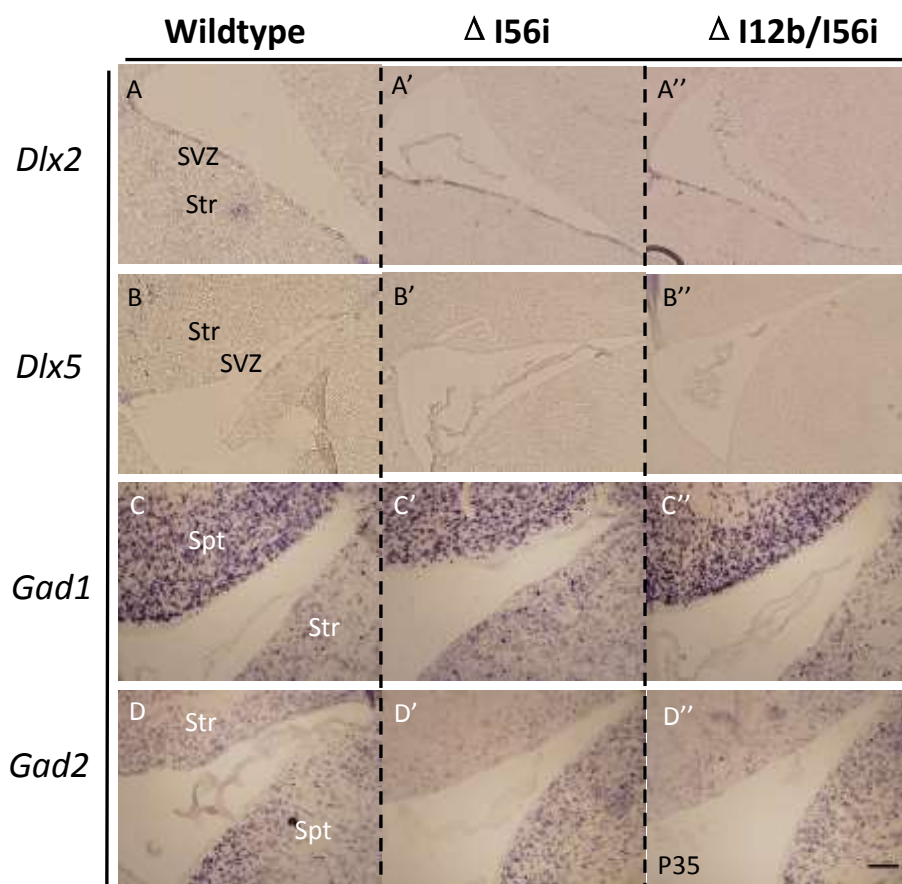 Wildtype Δ I56i Δ I12b/I56i
Dlx2
A A' A''
SVZ
Str
Dlx5
B B' B''
Str
SVZ
Gad1
C C' C''
Spt
Str
Gad2
D D' D''
Str
Spt
P35